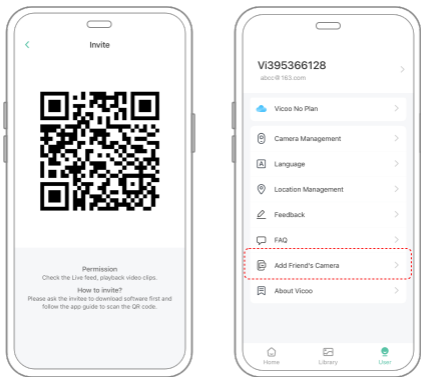 Invite
Permission
Check the Live feed, playback video clips.
How to invite?
Please ask the invitee to download software first and
follow the app guide to scan the QR code.
Vi395366128
abcc@163.com
Vicoo No Plan
Camera Management
Language
Location Management
Feedback
FAQ
Add Friend's Camera
About Vicoo
Home
Library
User